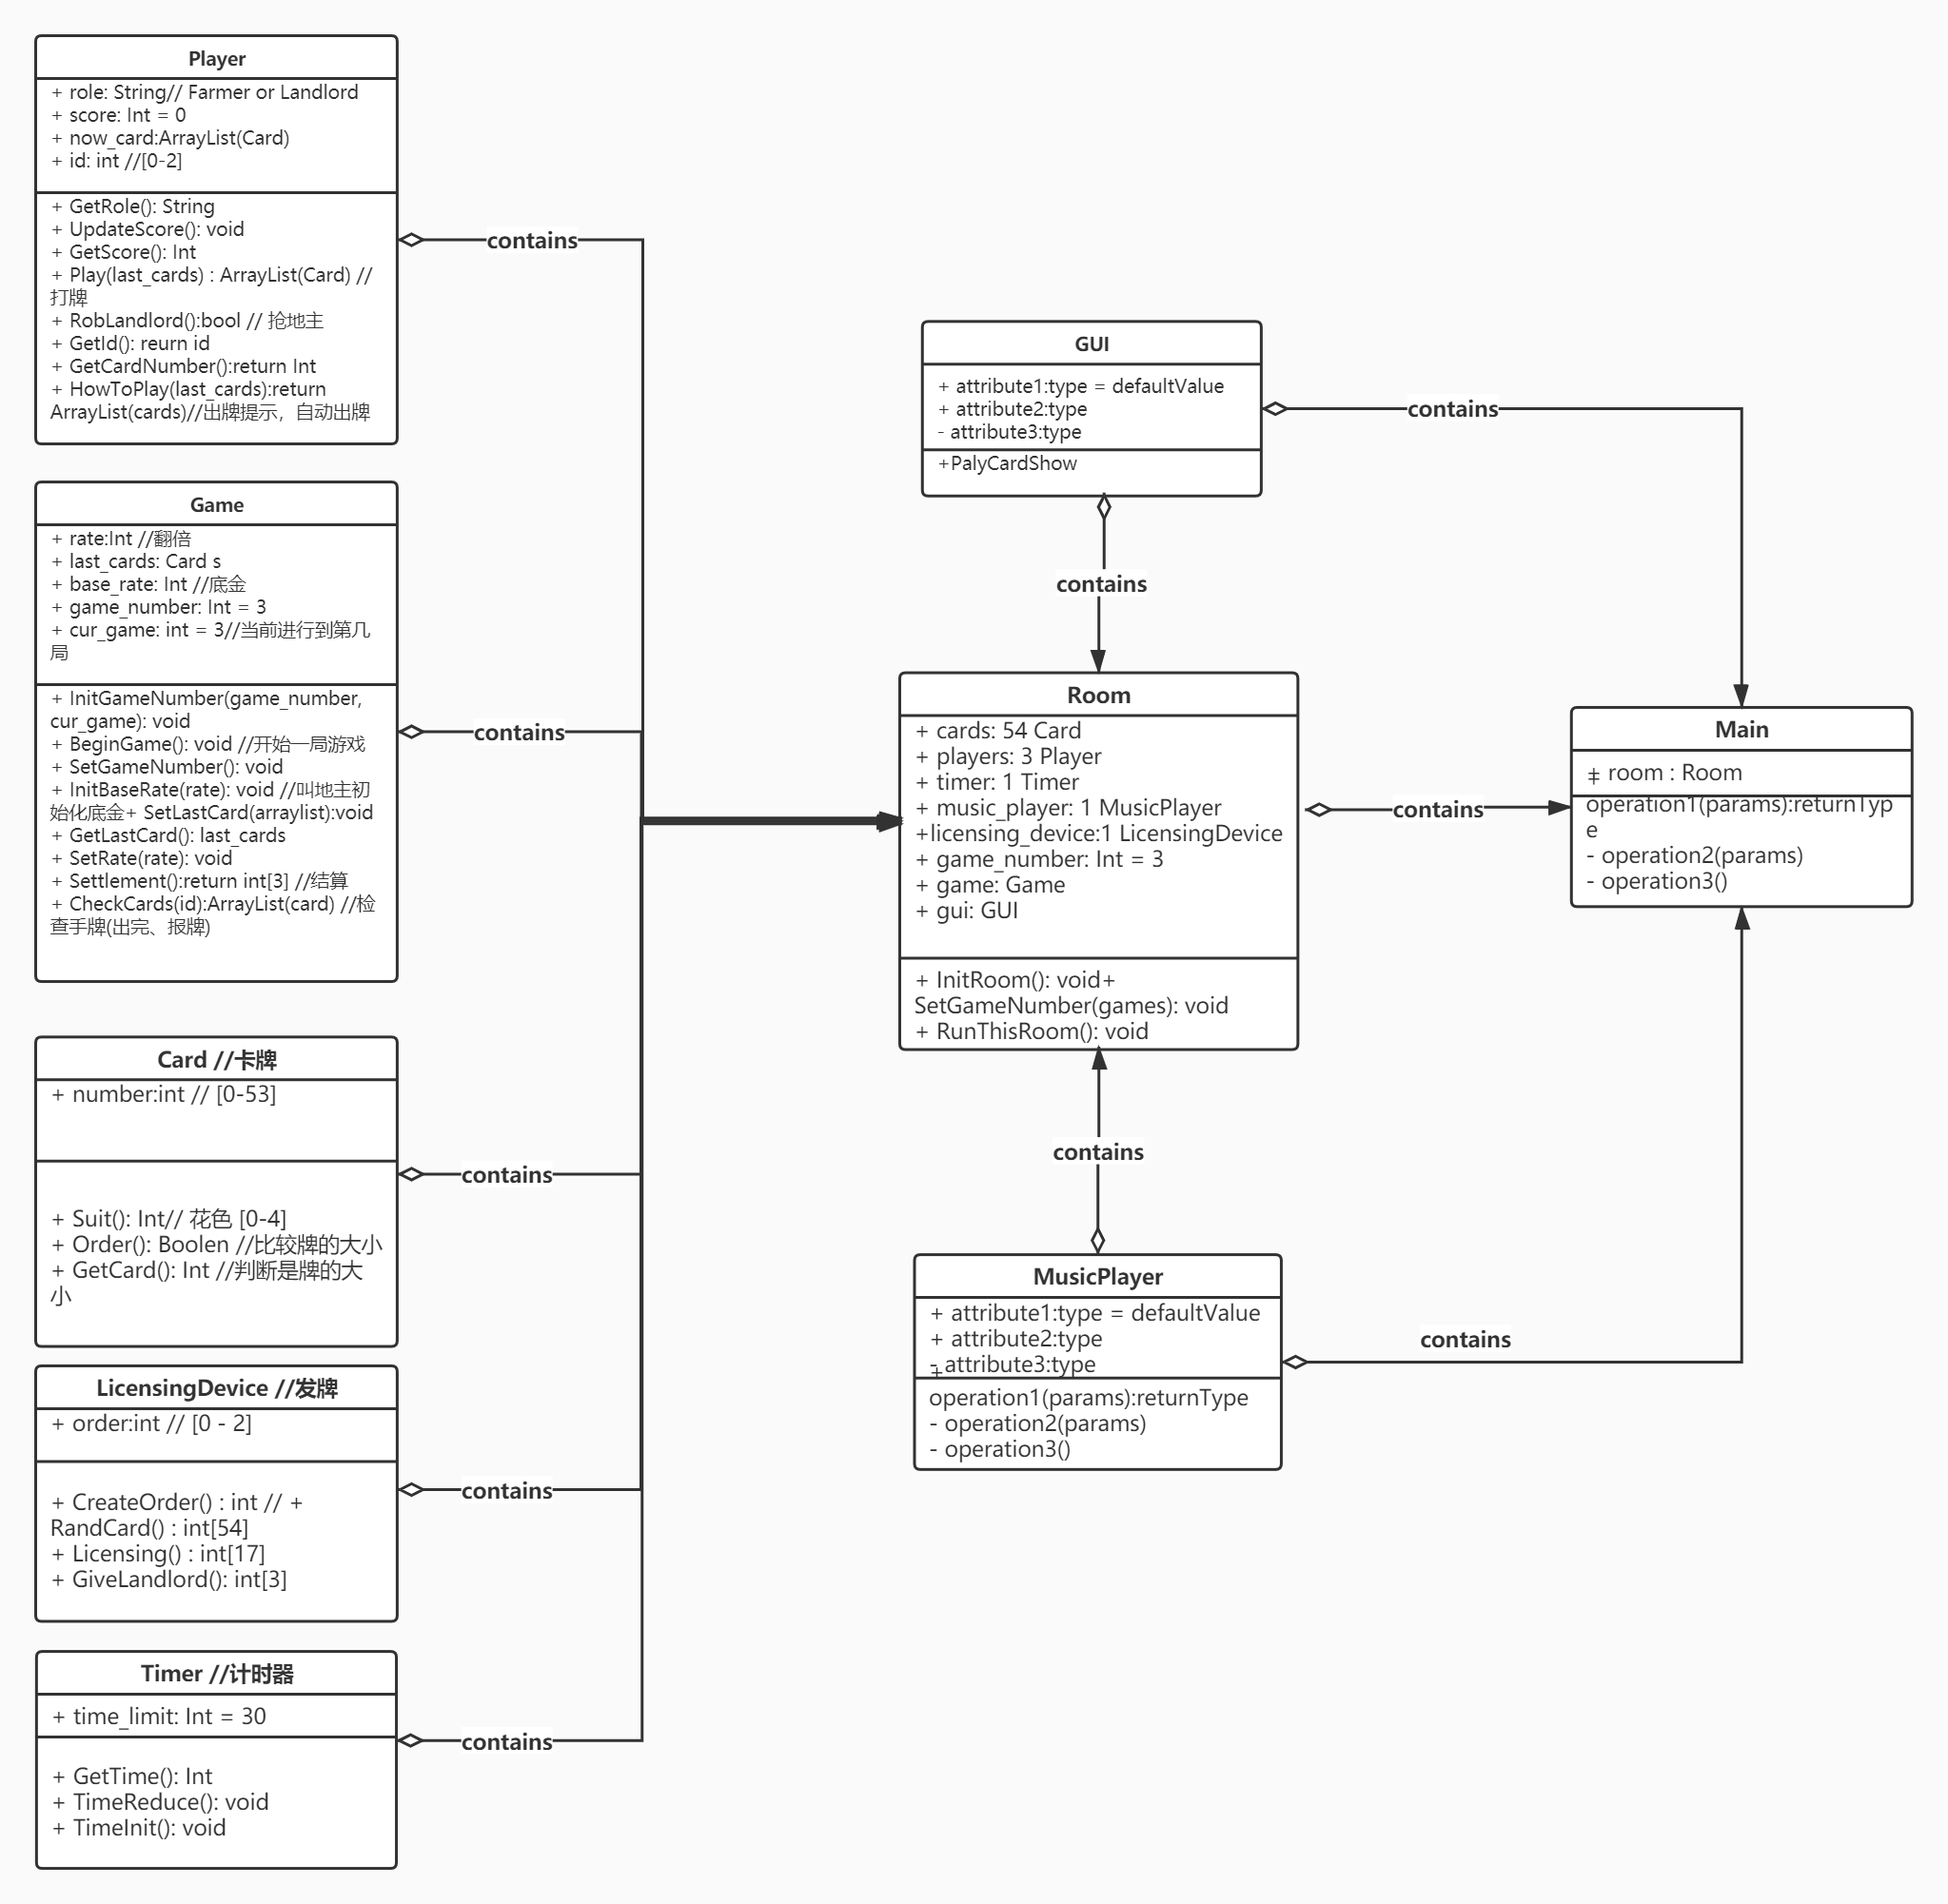 Player
+ role: String// Farmer or Landlord
+ score: Int = 0
+ now_card:ArrayList(Card)
+ id: int //[0-2]
+ GetRole(): String
+ UpdateScore(): void
+ GetScore(): Int
+ Play(last_cards) : ArrayList(Card) //
打牌
+ RobLandlord():bool // 抢地主
+ GetId(): reurn id
+ GetCardNumber():return Int
+ HowToPlay(last_cards):return
ArrayList(cards)//出牌提示，自动出牌
contains
Game
+ rate:Int //翻倍
+ last_cards: Card s
+ base_rate: Int //底金
+ game_number: Int = 3
+ cur_game: int = 3//当前进行到第几
局
+ InitGameNumber(game_number,
cur_game): void
+ BeginGame(): void //开始一局游戏
+ SetGameNumber(): void
+ InitBaseRate(rate): void //叫地主初
始化底金+ SetLastCard(arraylist):void
+ GetLastCard(): last_cards
+ SetRate(rate): void
+ Settlement():return int[3] //结算
+ CheckCards(id):ArrayList(card) //检
查手牌(出完、报牌)
contains
Card //卡牌
+ number:int // [0-53]
+ Suit(): Int// 花色 [0-4]
+ Order(): Boolen //比较牌的大小
+ GetCard(): Int //判断是牌的大
小
contains
LicensingDevice //发牌
+ order:int // [0 - 2]
+ CreateOrder() : int // +
RandCard() : int[54]
+ Licensing() : int[17]
+ GiveLandlord(): int[3]
contains
Timer //计时器
+ time_limit: Int = 30
+ GetTime(): Int
+ TimeReduce(): void
+ TimeInit(): void
contains
GUI
+ attribute1:type = defaultValue
+ attribute2:type
- attribute3:type
+PalyCardShow
contains
contains
Room
+ cards: 54 Card
+ players: 3 Player
+ timer: 1 Timer
+ music_player: 1 MusicPlayer
+licensing_device:1 LicensingDevice
+ game_number: Int = 3
+ game: Game
+ gui: GUI
+ InitRoom(): void+
SetGameNumber(games): void
+ RunThisRoom(): void
contains
Main
+ room : Room
+
operation1(params):returnTyp
e
- operation2(params)
- operation3()
contains
MusicPlayer
+ attribute1:type = defaultValue
+ attribute2:type
- attribute3:type
+
operation1(params):returnType
- operation2(params)
- operation3()
contains